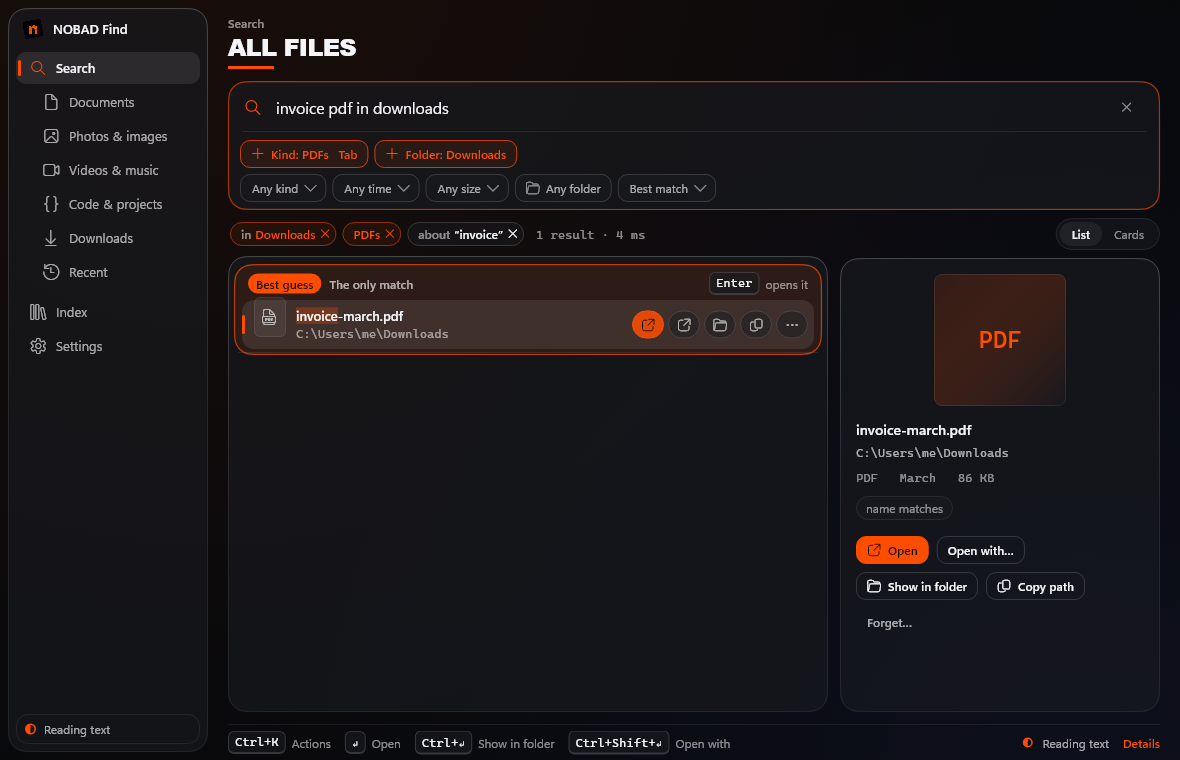 n NOBAD Find
Search
Documents
Photos & images
Videos & music
Code & projects
Downloads
Recent
Index
Settings
Reading text
Search
ALL FILES
invoice pdf in downloads
Kind: PDFs Tab Folder: Downloads
Any kind Any time Any size Any folder Best match
in Downloads PDFs about “invoice” 1 result · 4 ms
List Cards
Best guess The only match Enter opens it
PDF
invoice-march.pdf
C:\Users\me\Downloads
PDF
invoice-march.pdf
C:\Users\me\Downloads
PDF March 86 KB
name matches
Open Open with...
Show in folder Copy path
Forget...
Ctrl+K Actions ↲ Open Ctrl+↲ Show in folder Ctrl+Shift+↲ Open with
Reading text Details